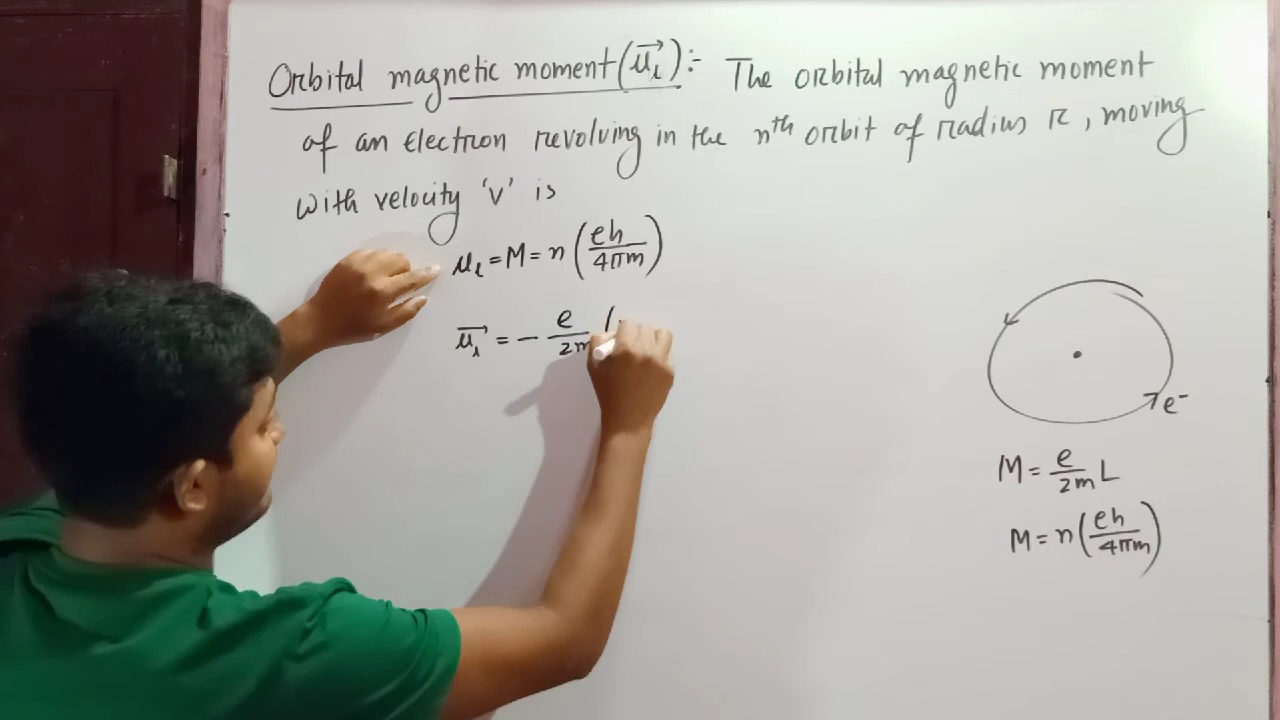 Orbital magnetic moment (μ⃗ₗ) :- The orbital magnetic moment
of an electron revolving in the nᵗʰ orbit of radius r, moving
with velocity 'v' is
μₗ = M = n (eh/4πm)
μ⃗ₗ = - e/2m (
e⁻
M = e/2m L
M = n (eh/4πm)